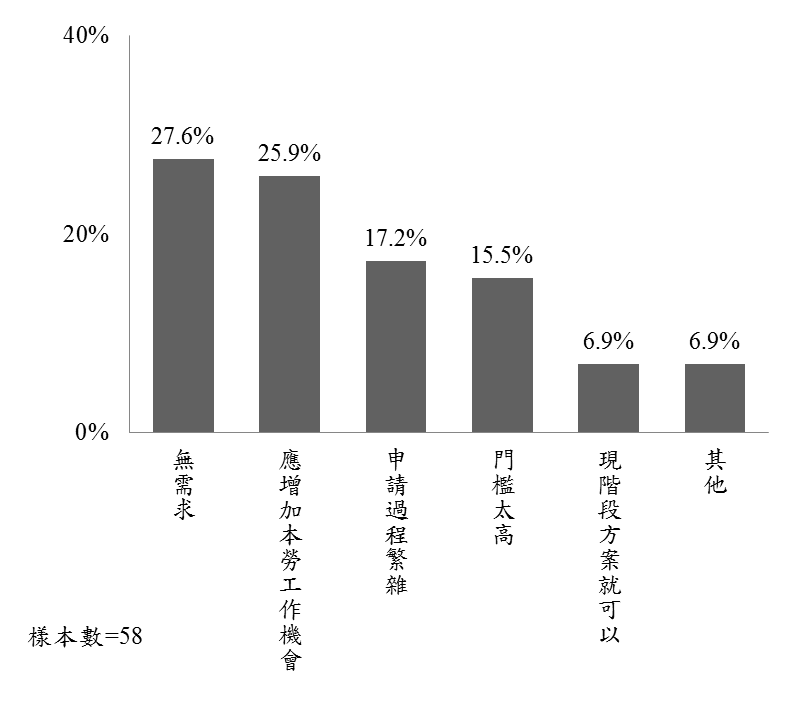 40%
20%
0%
27.6%
25.9%
17.2%
15.5%
6.9%
6.9%
無需求
應增加本勞工作機會
申請過程繁雜
門檻太高
現階段方案就可以
其他
樣本數=58